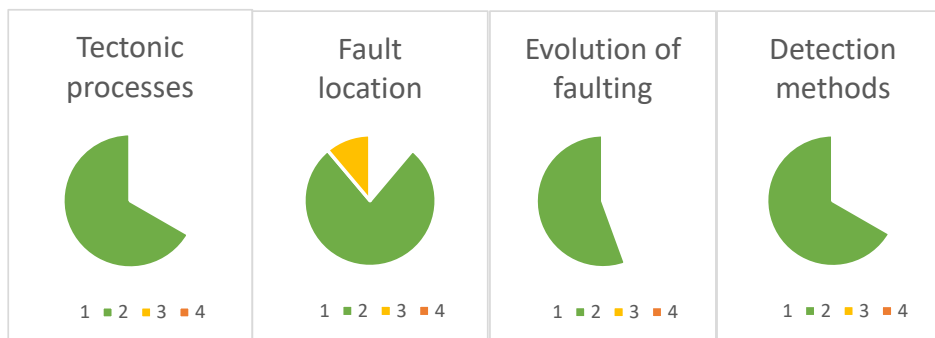 Tectonic
processes
1 2 3 4
Fault
location
1 2 3 4
Evolution of
faulting
1 2 3 4
Detection
methods
1 2 3 4